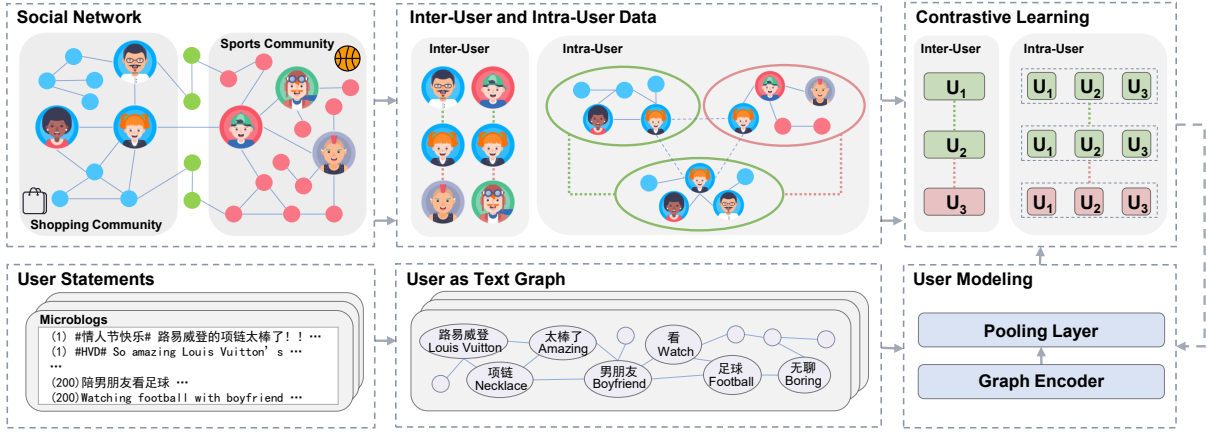 Social Network
Sports Community
Shopping Community
Inter-User and Intra-User Data
Inter-User
Intra-User
Contrastive Learning
Inter-User
Intra-User
U1
U2
U3
U1 U2 U3
U1 U2 U3
U1 U2 U3
User Statements
Microblogs
(1) #情人节快乐# 路易威登的项链太棒了!! …
(1) #HVD# So amazing Louis Vuitton's …
…
(200)陪男朋友看足球 …
(200)Watching football with boyfriend …
User as Text Graph
路易威登
Louis Vuitton
太棒了
Amazing
看
Watch
项链
Necklace
男朋友
Boyfriend
足球
Football
无聊
Boring
User Modeling
Pooling Layer
Graph Encoder